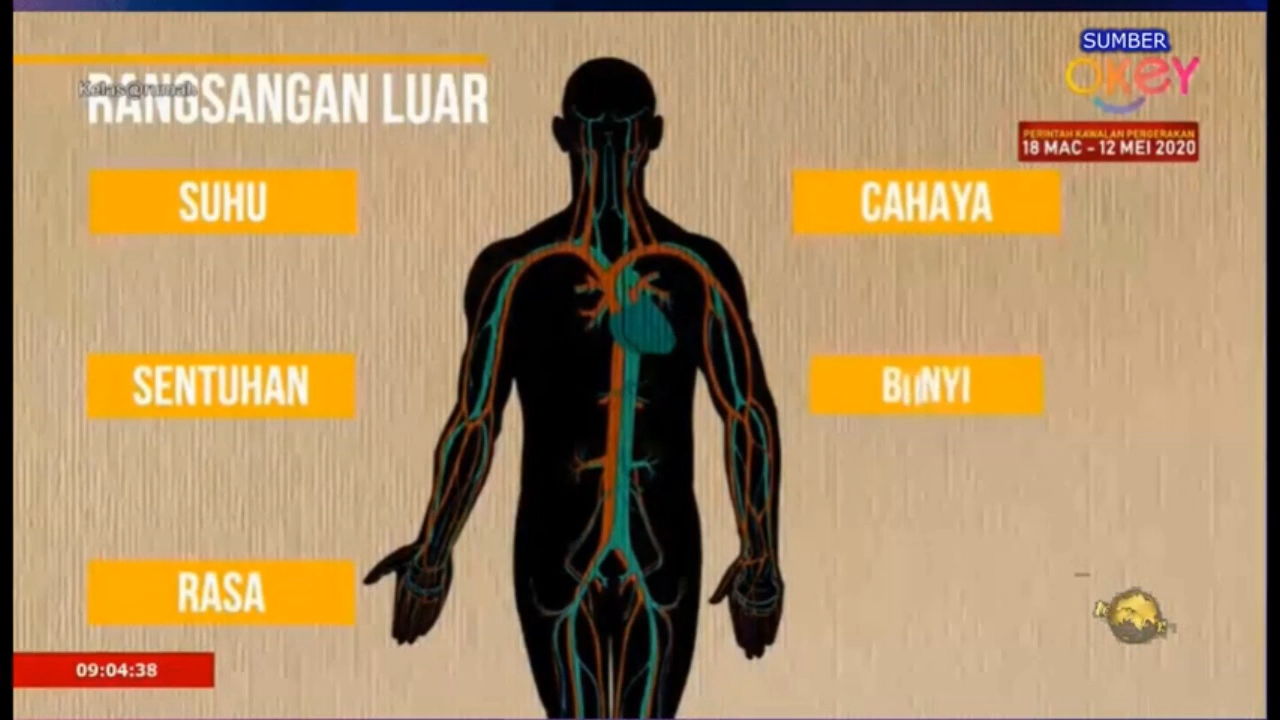 SUMBER
OKEY
PERINTAH KAWALAN PERGERAKAN
18 MAC - 12 MEI 2020
Kelas@rumah
RANGSANGAN LUAR
SUHU
CAHAYA
SENTUHAN
BUNYI
RASA
09:04:38